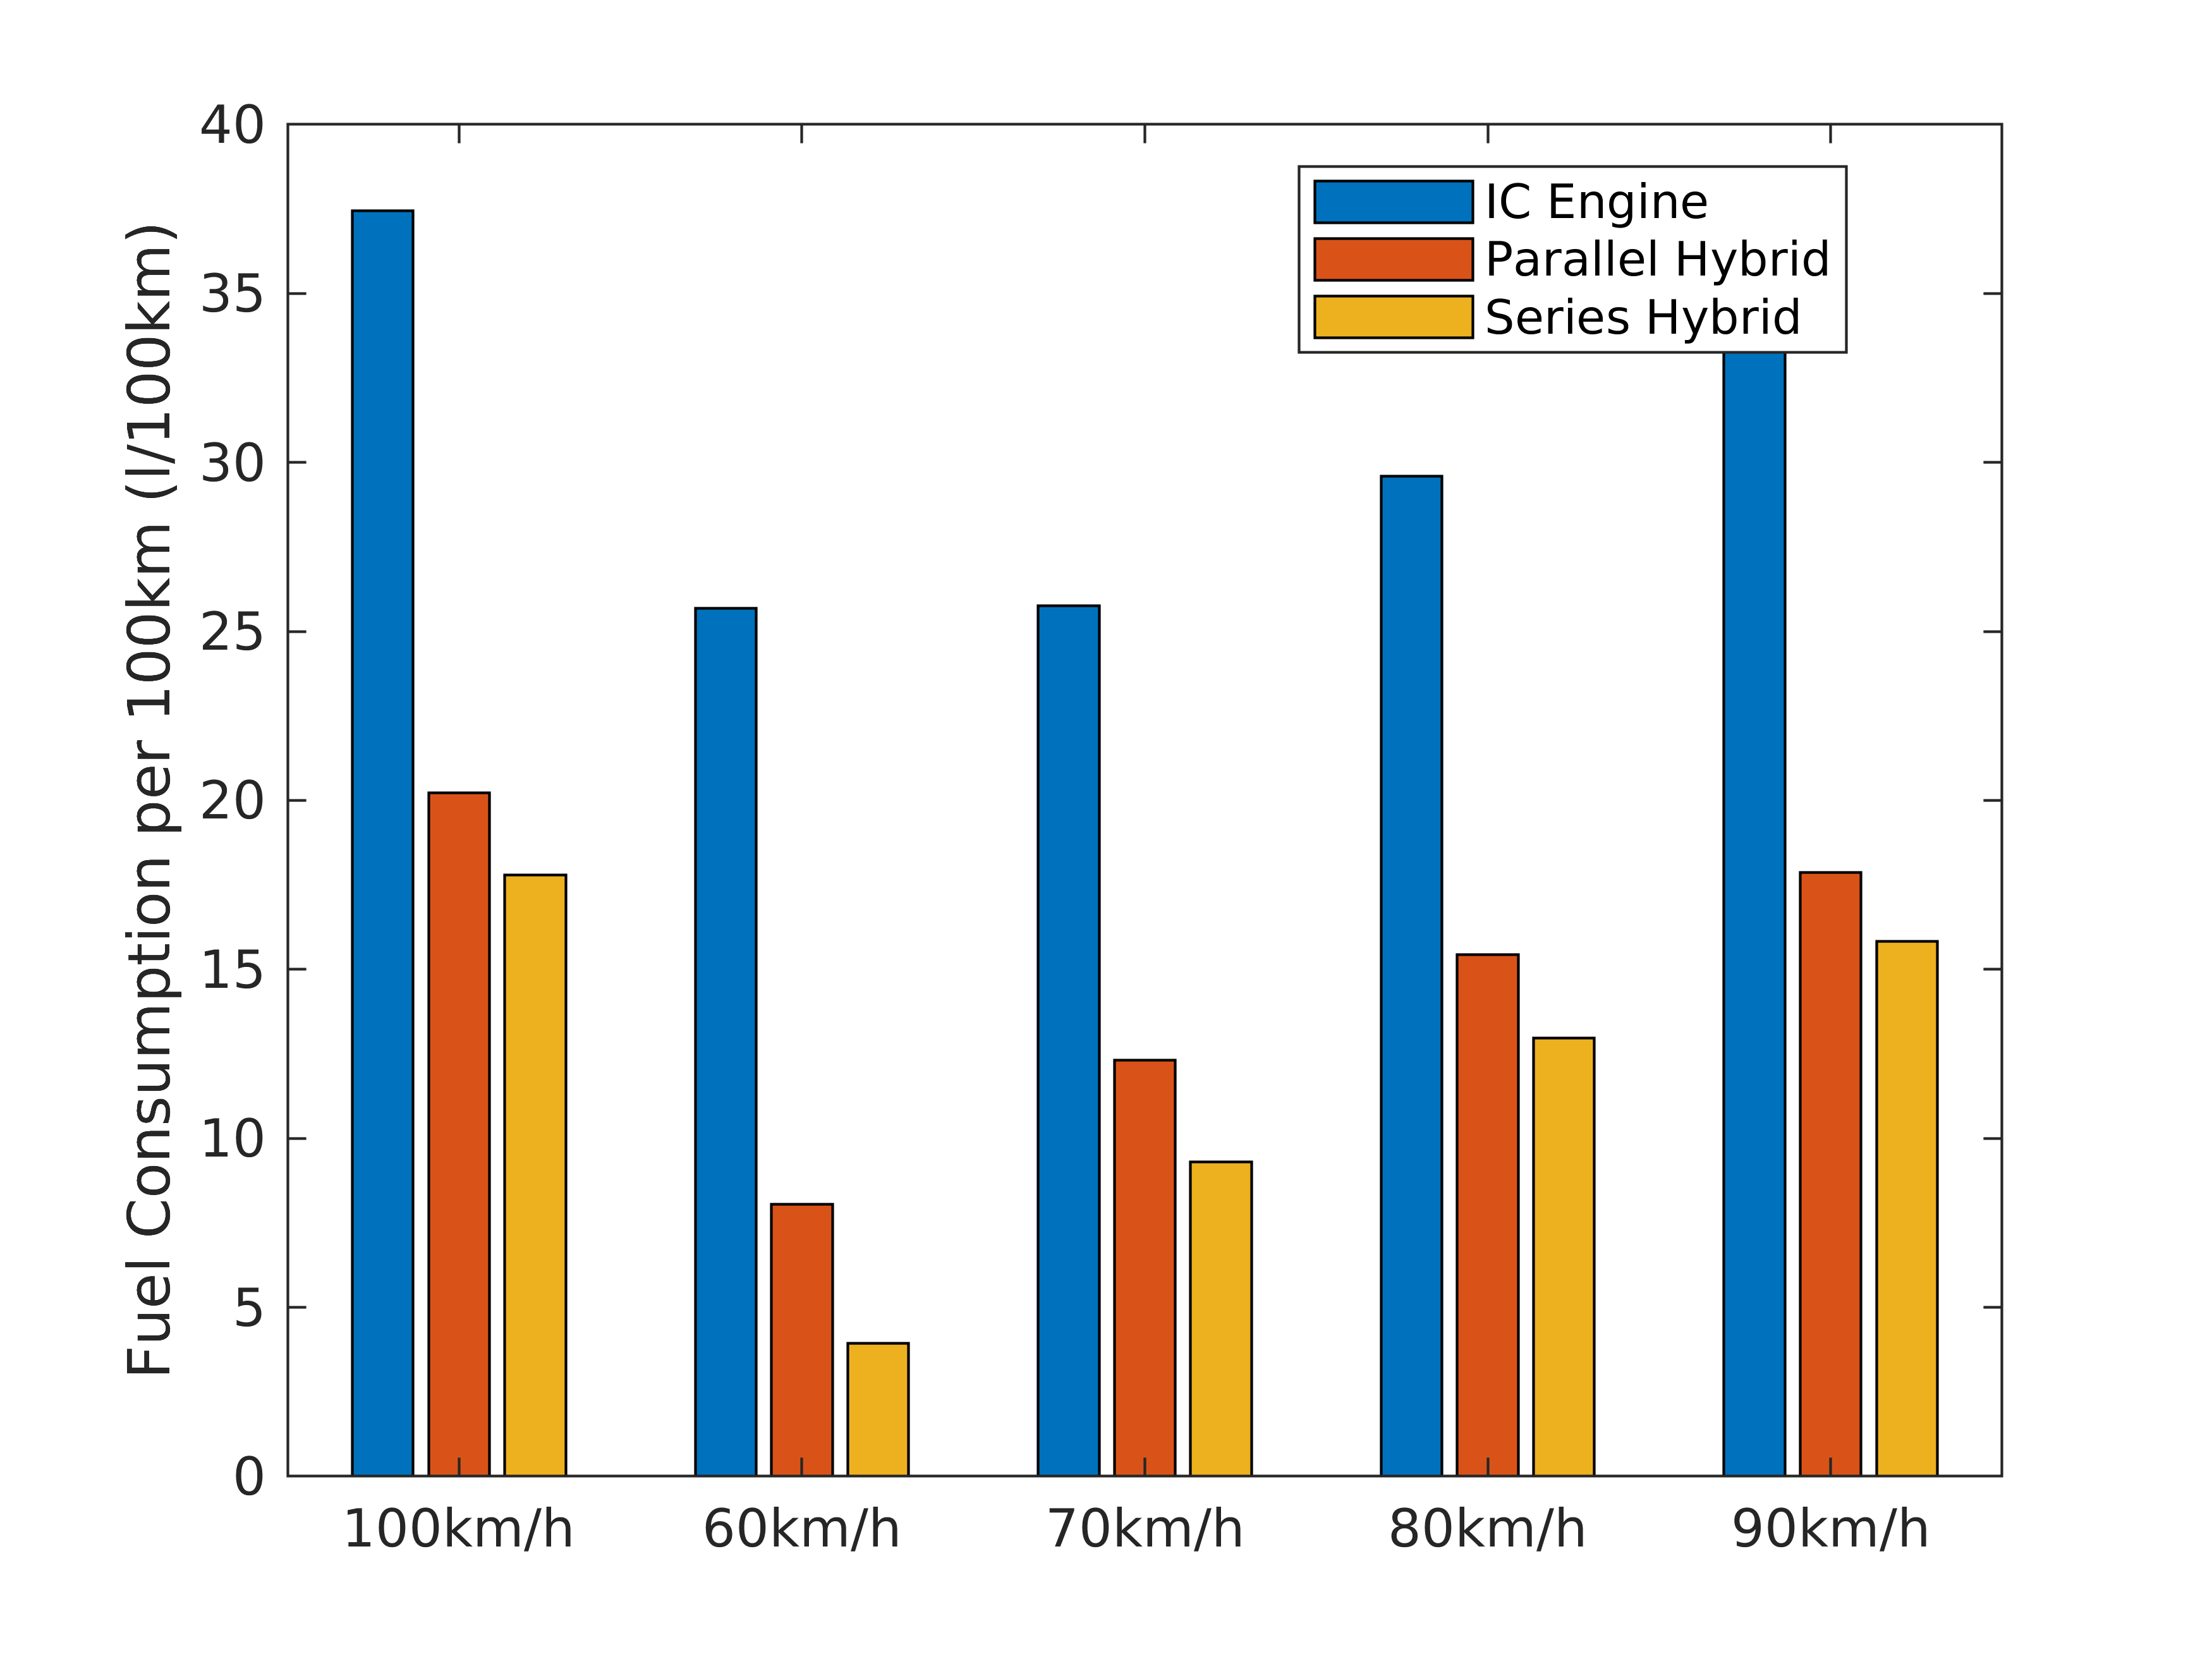 Fuel Consumption per 100km (l/100km)
40
35
30
25
20
15
10
5
0
IC Engine
Parallel Hybrid
Series Hybrid
100km/h 60km/h 70km/h 80km/h 90km/h